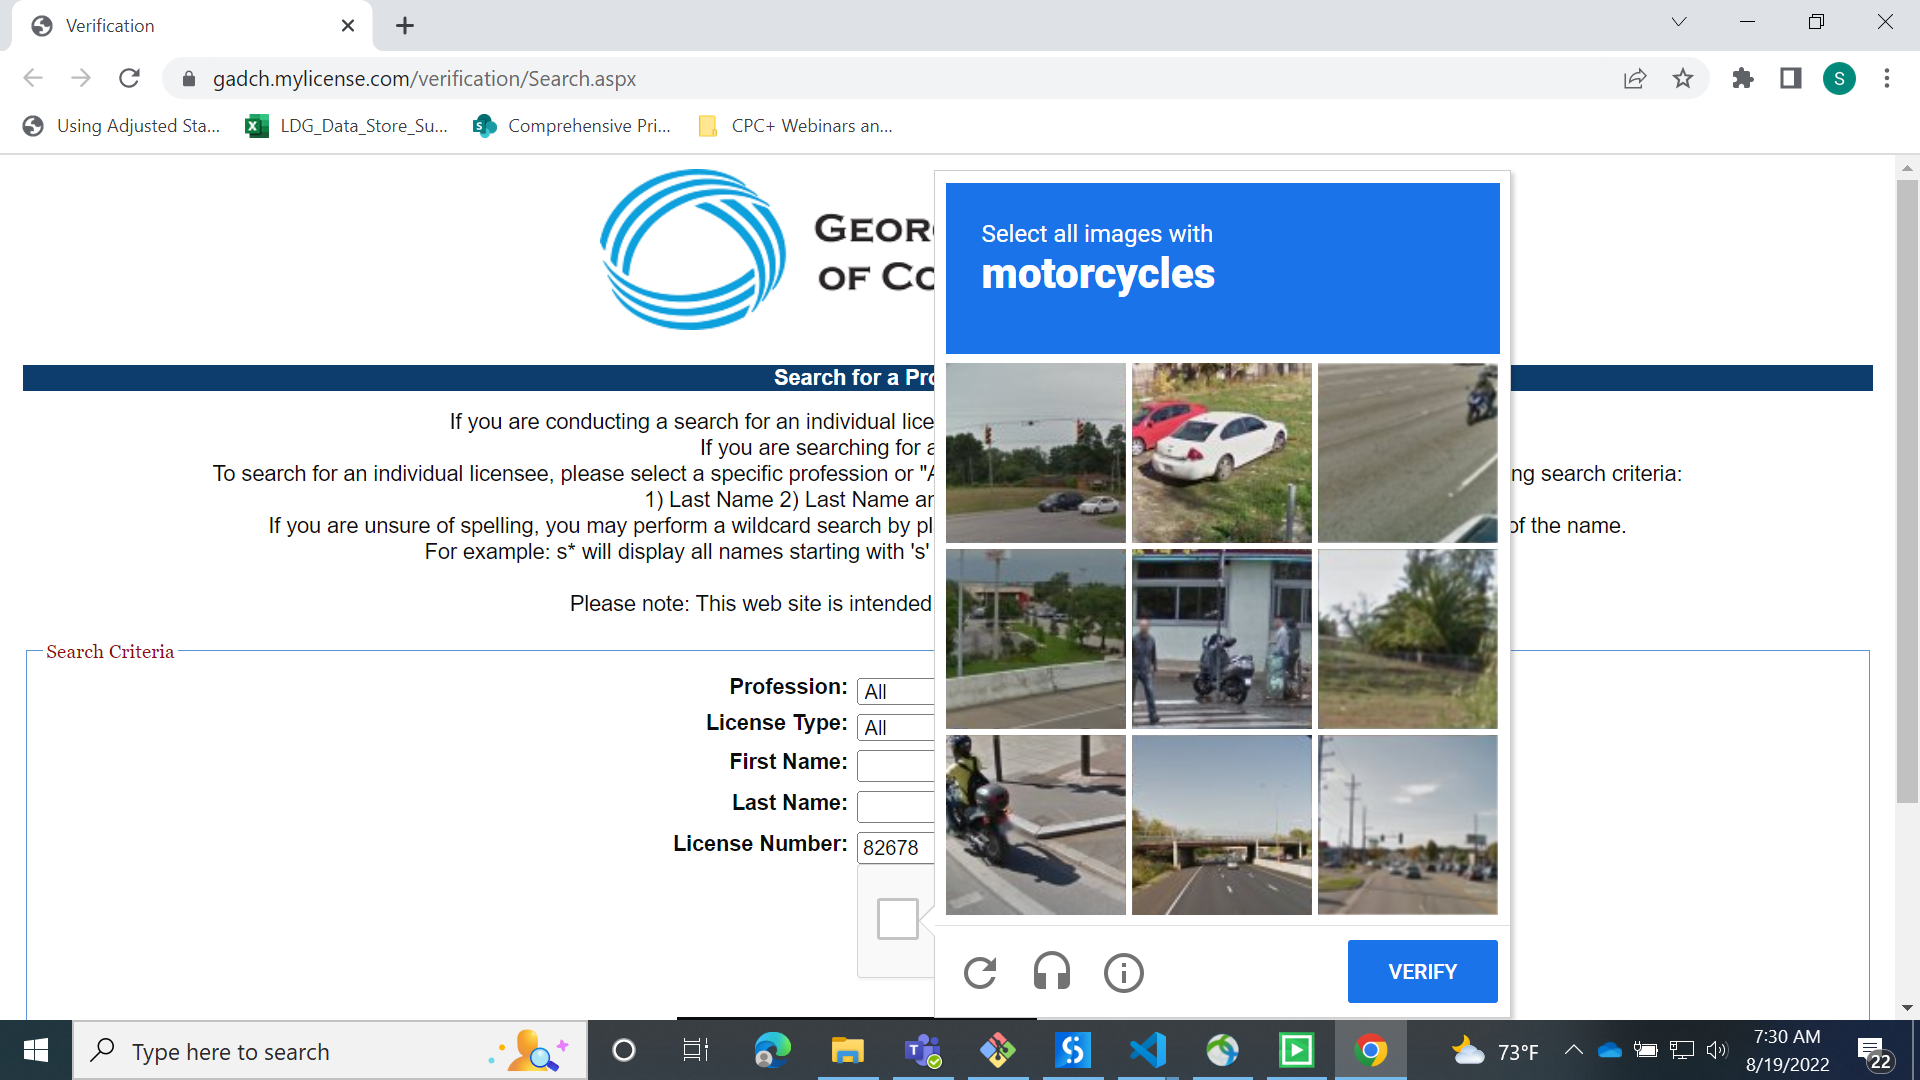 Verification
gadch.mylicense.com/verification/Search.aspx
S
Using Adjusted Sta...
LDG_Data_Store_Su...
Comprehensive Pri...
CPC+ Webinars an...
GEOR
OF CO
Select all images with
motorcycles
Search for a Pro
If you are conducting a search for an individual lice
If you are searching for a
To search for an individual licensee, please select a specific profession or "A
ng search criteria:
1) Last Name 2) Last Name an
If you are unsure of spelling, you may perform a wildcard search by pl
of the name.
For example: s* will display all names starting with 's'
Please note: This web site is intended
Search Criteria
Profession: All
License Type: All
First Name:
Last Name:
License Number: 82678
VERIFY
Type here to search
73°F
7:30 AM
8/19/2022
22